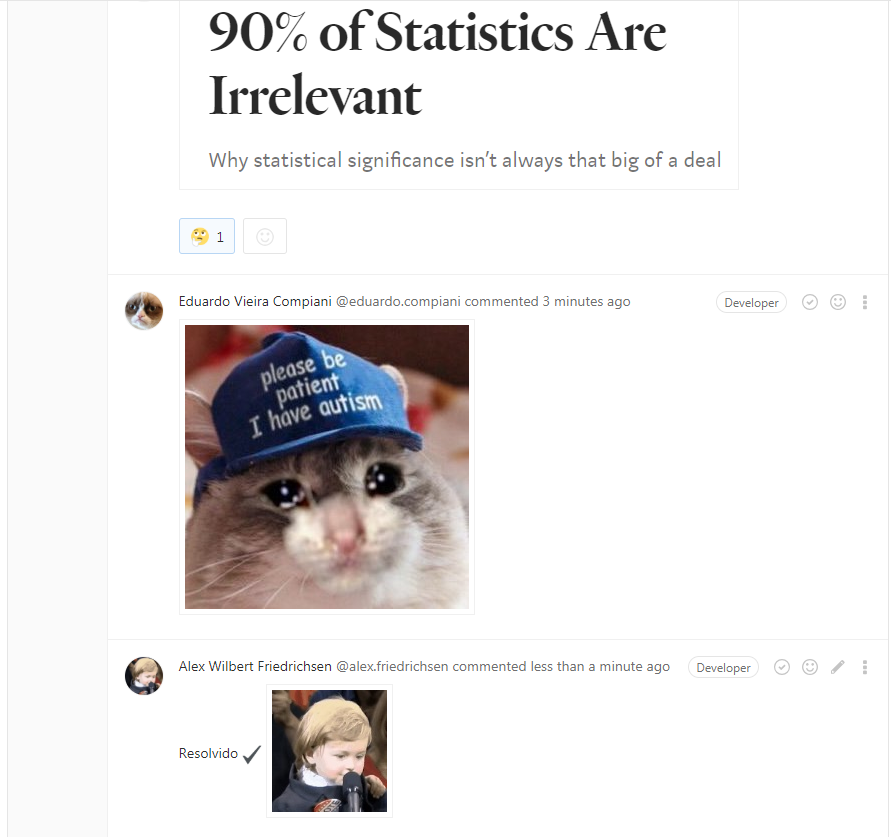 90% of Statistics Are
Irrelevant
Why statistical significance isn’t always that big of a deal
1
Eduardo Vieira Compiani @eduardo.compiani commented 3 minutes ago Developer
please be
patient
I have autism
Alex Wilbert Friedrichsen @alex.friedrichsen commented less than a minute ago Developer
Resolvido